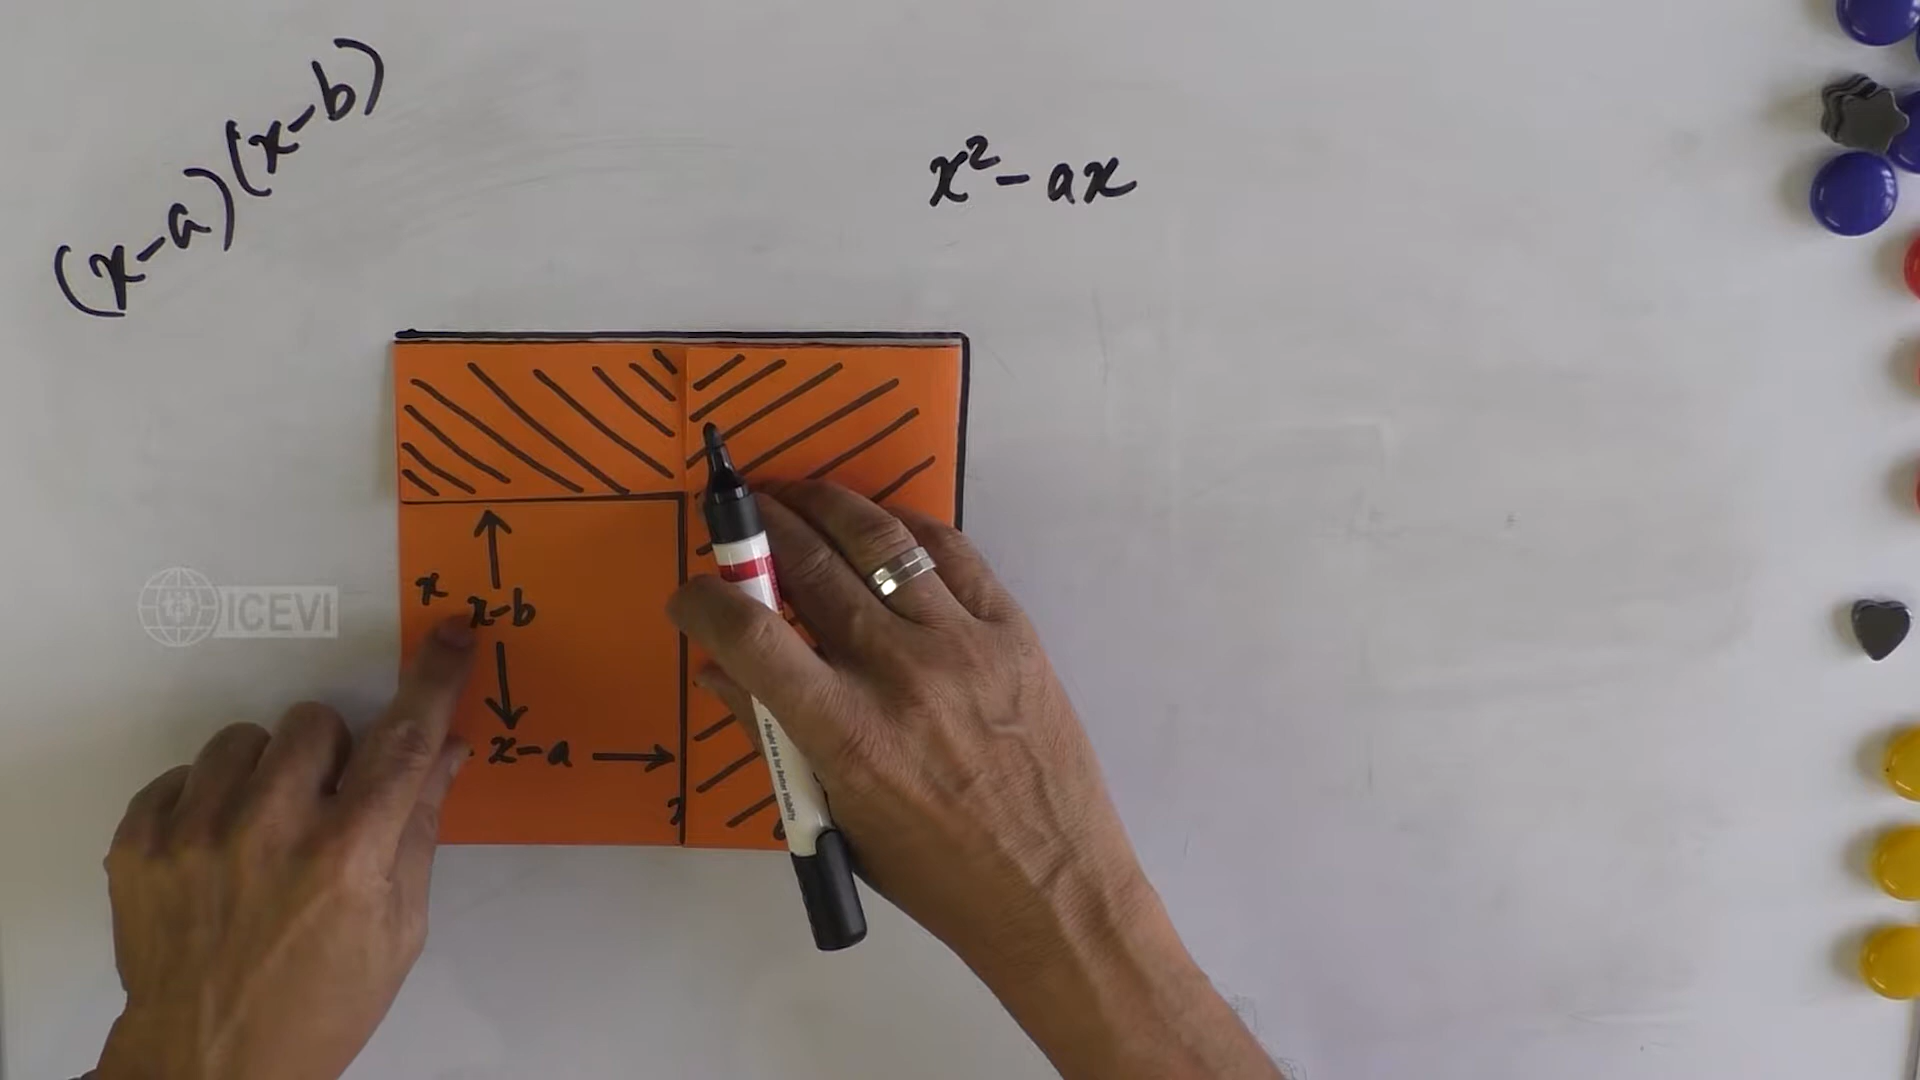 (x-a)(x-b)
x² - ax
x
x-b
x-a
ICEVI